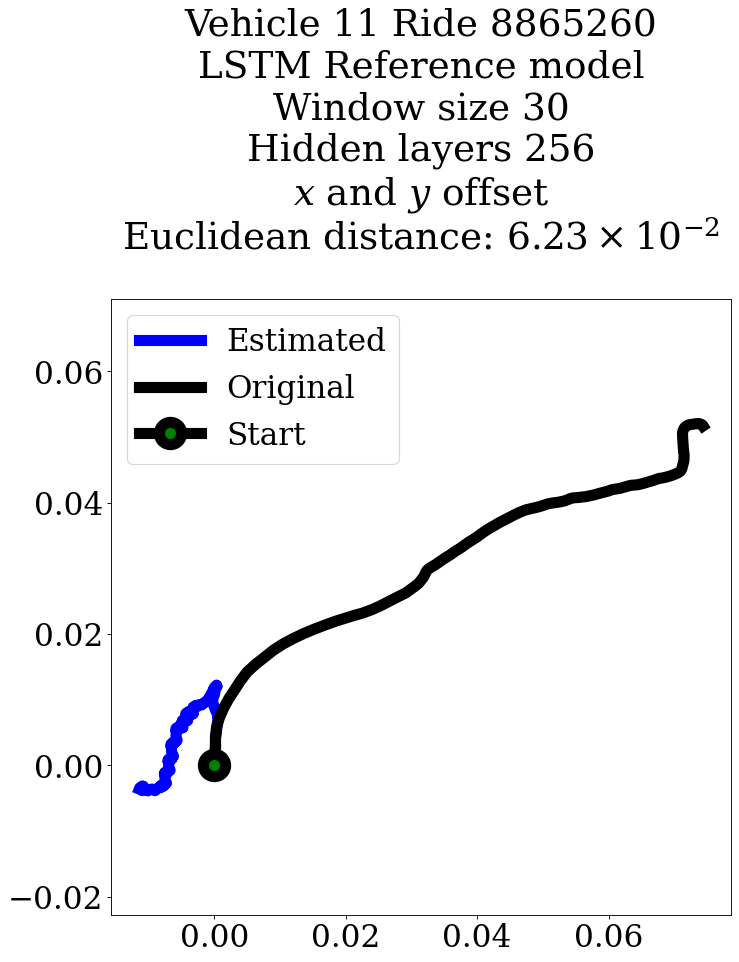 Vehicle 11 Ride 8865260
LSTM Reference model
Window size 30
Hidden layers 256
x and y offset
Euclidean distance: 6.23 × 10⁻²
Estimated
Original
Start
0.06
0.04
0.02
0.00
−0.02
0.00 0.02 0.04 0.06